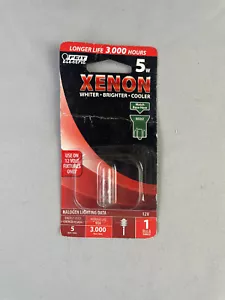 LONGER LIFE 3,000 HOURS
FEIT
ELECTRIC
5W
XENON
WHITER • BRIGHTER • COOLER
USE ON
12 VOLT
FIXTURES
ONLY
HALOGEN LIGHTING DATA
12V
5
3,000
1